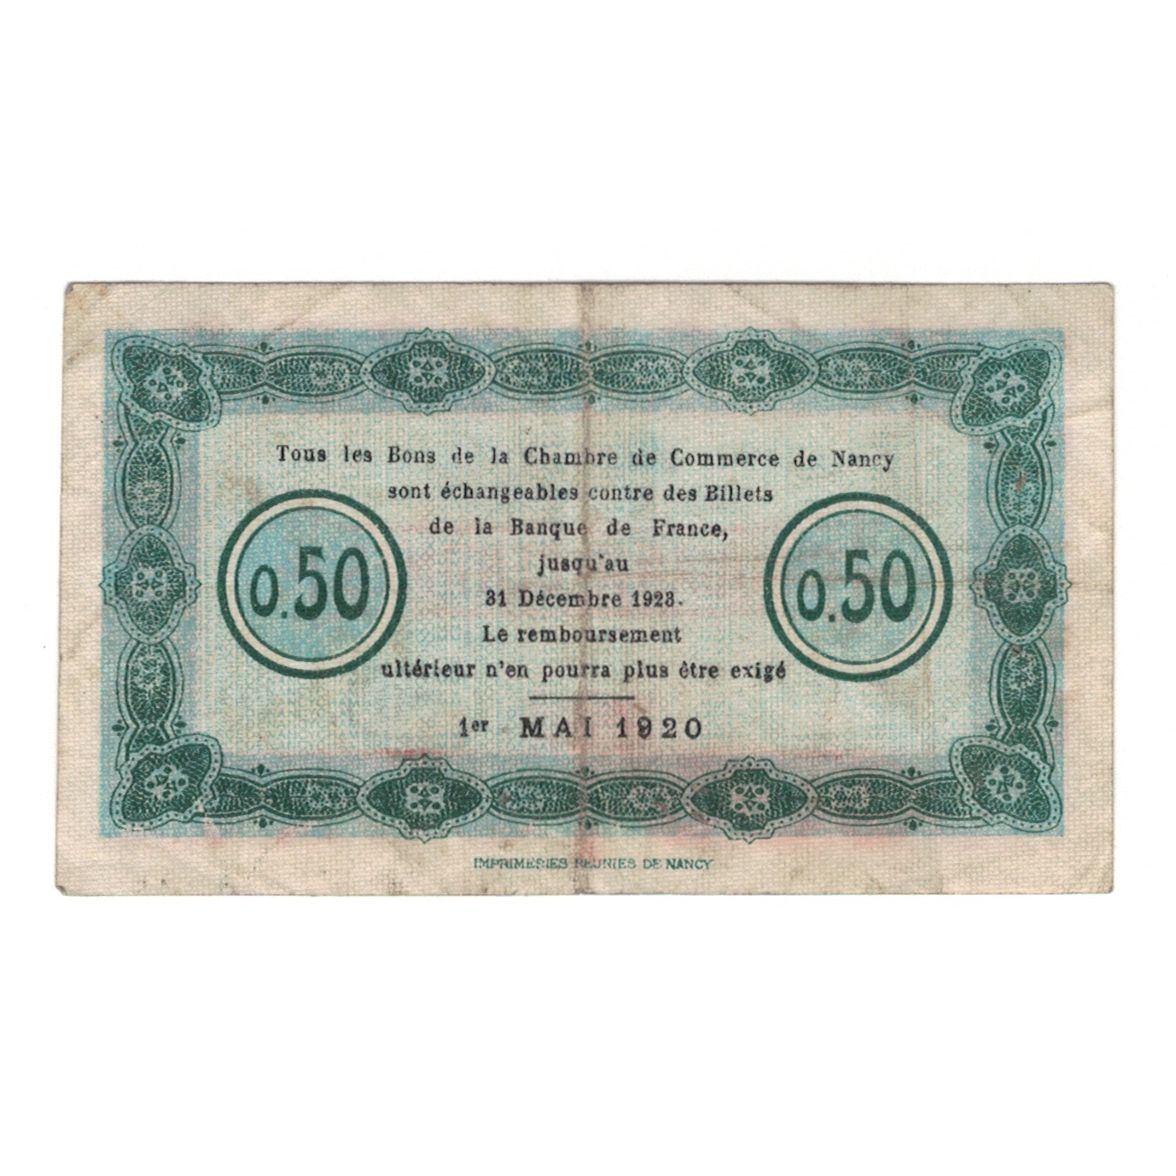 Tous les Bons de la Chambre de Commerce de Nancy
sont échangeables contre des Billets
de la Banque de France,
jusqu'au
31 Décembre 1923.
Le remboursement
ultérieur n'en pourra plus être exigé
0.50
0.50
1er MAI 1920
IMPRIMERIES REUNIES DE NANCY